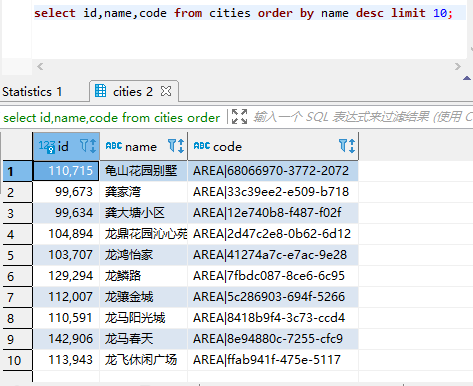 select id,name,code from cities order by name desc limit 10;
Statistics 1 cities 2
select id,name,code from cities order 输入一个 SQL 表达式来过滤结果 (使用 C
123 id ABC name ABC code
1 110,715 龟山花园别墅 AREA|68066970-3772-2072
2 99,673 龚家湾 AREA|33c39ee2-e509-b718
3 99,634 龚大塘小区 AREA|12e740b8-f487-f02f
4 104,894 龙鼎花园沁心苑 AREA|2d47c2e8-0b62-6d12
5 103,707 龙鸿怡家 AREA|41274a7c-e7ac-9e28
6 129,294 龙鳞路 AREA|7fbdc087-8ce6-6c95
7 112,007 龙骧金城 AREA|5c286903-694f-5266
8 110,591 龙马阳光城 AREA|8418b9f4-3c73-ccd4
9 142,906 龙马春天 AREA|8e94880c-7255-cfc9
10 113,943 龙飞休闲广场 AREA|ffab941f-475e-5117